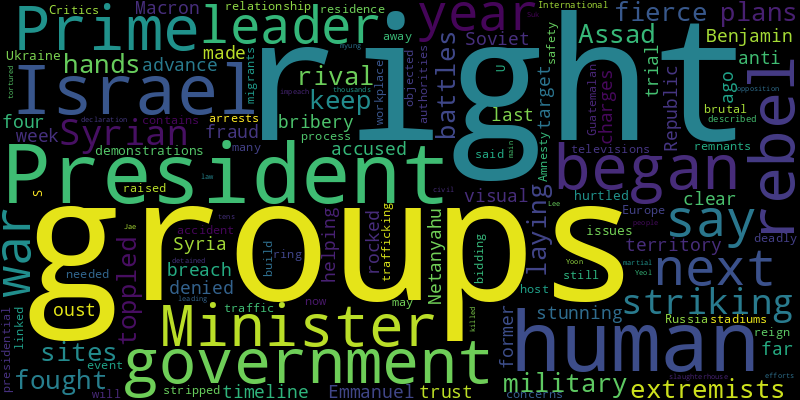 Critics
Macron
relationship
residence
International
Tuk
Prime
leader
year
fierce
plans
Ukraine
hands
made
advance
away
Soviet
Assad
Benjamin
Israel
right
migrants
rival
keep
workplace
objected
authorities
battles
target
safety
Guatemalan
charges
trial
Republic
ago
anti
rebel
tortured
impeach
thousands
Myung
U
brutal
Opposition
described
declaration
contains
arrests
last
four
week
Syrian
fraud
bribery
process
many
demonstrations
accused
said
main
Amnesty
televisions
remnants
President
S
raised
law
civil
visual
began
hurtled
clear
war
groups
Jae
tens
Lee
Europe
people
deadly
laying
issues
say
toppled
accident
Syria
detained
ring
build
helping
rocked
trafficking
Netanyahu
bidding
Yoon
still
martial
Yeol
territory
next
breach
needed
denied
oust
linked
presidential
leading
traffic
now
may
killed
host
striking
stunning
Russia
stadiums
reign
Minister
former
human
far
sites
event
government
slaughterhouse
efforts
fought
will
stripped
timeline
Emmanuel
trust
concerns
military
extremists